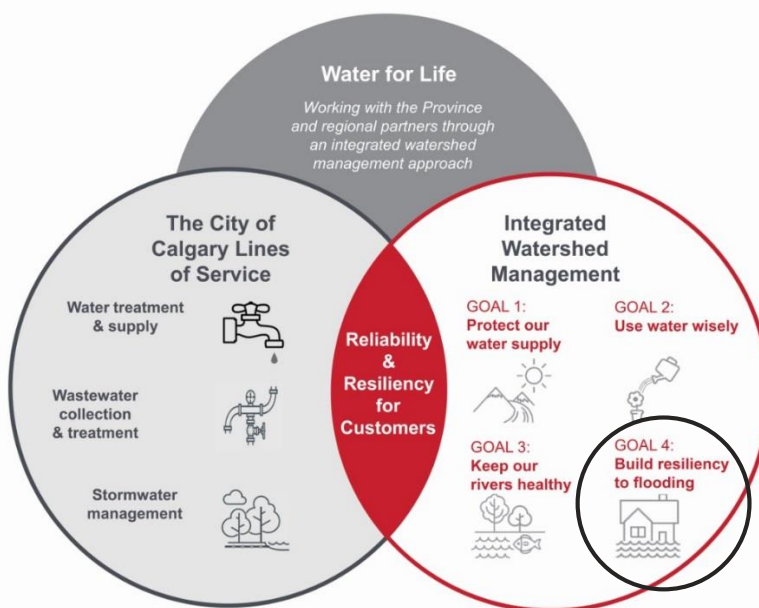 Water for Life
Working with the Province
and regional partners through
an integrated watershed
management approach
The City of
Calgary Lines
of Service
Water treatment
& supply
Wastewater
collection
& treatment
Stormwater
management
Reliability
&
Resiliency
for
Customers
Integrated
Watershed
Management
GOAL 1:
Protect our
water supply
GOAL 2:
Use water wisely
GOAL 3:
Keep our
rivers healthy
GOAL 4:
Build resiliency
to flooding